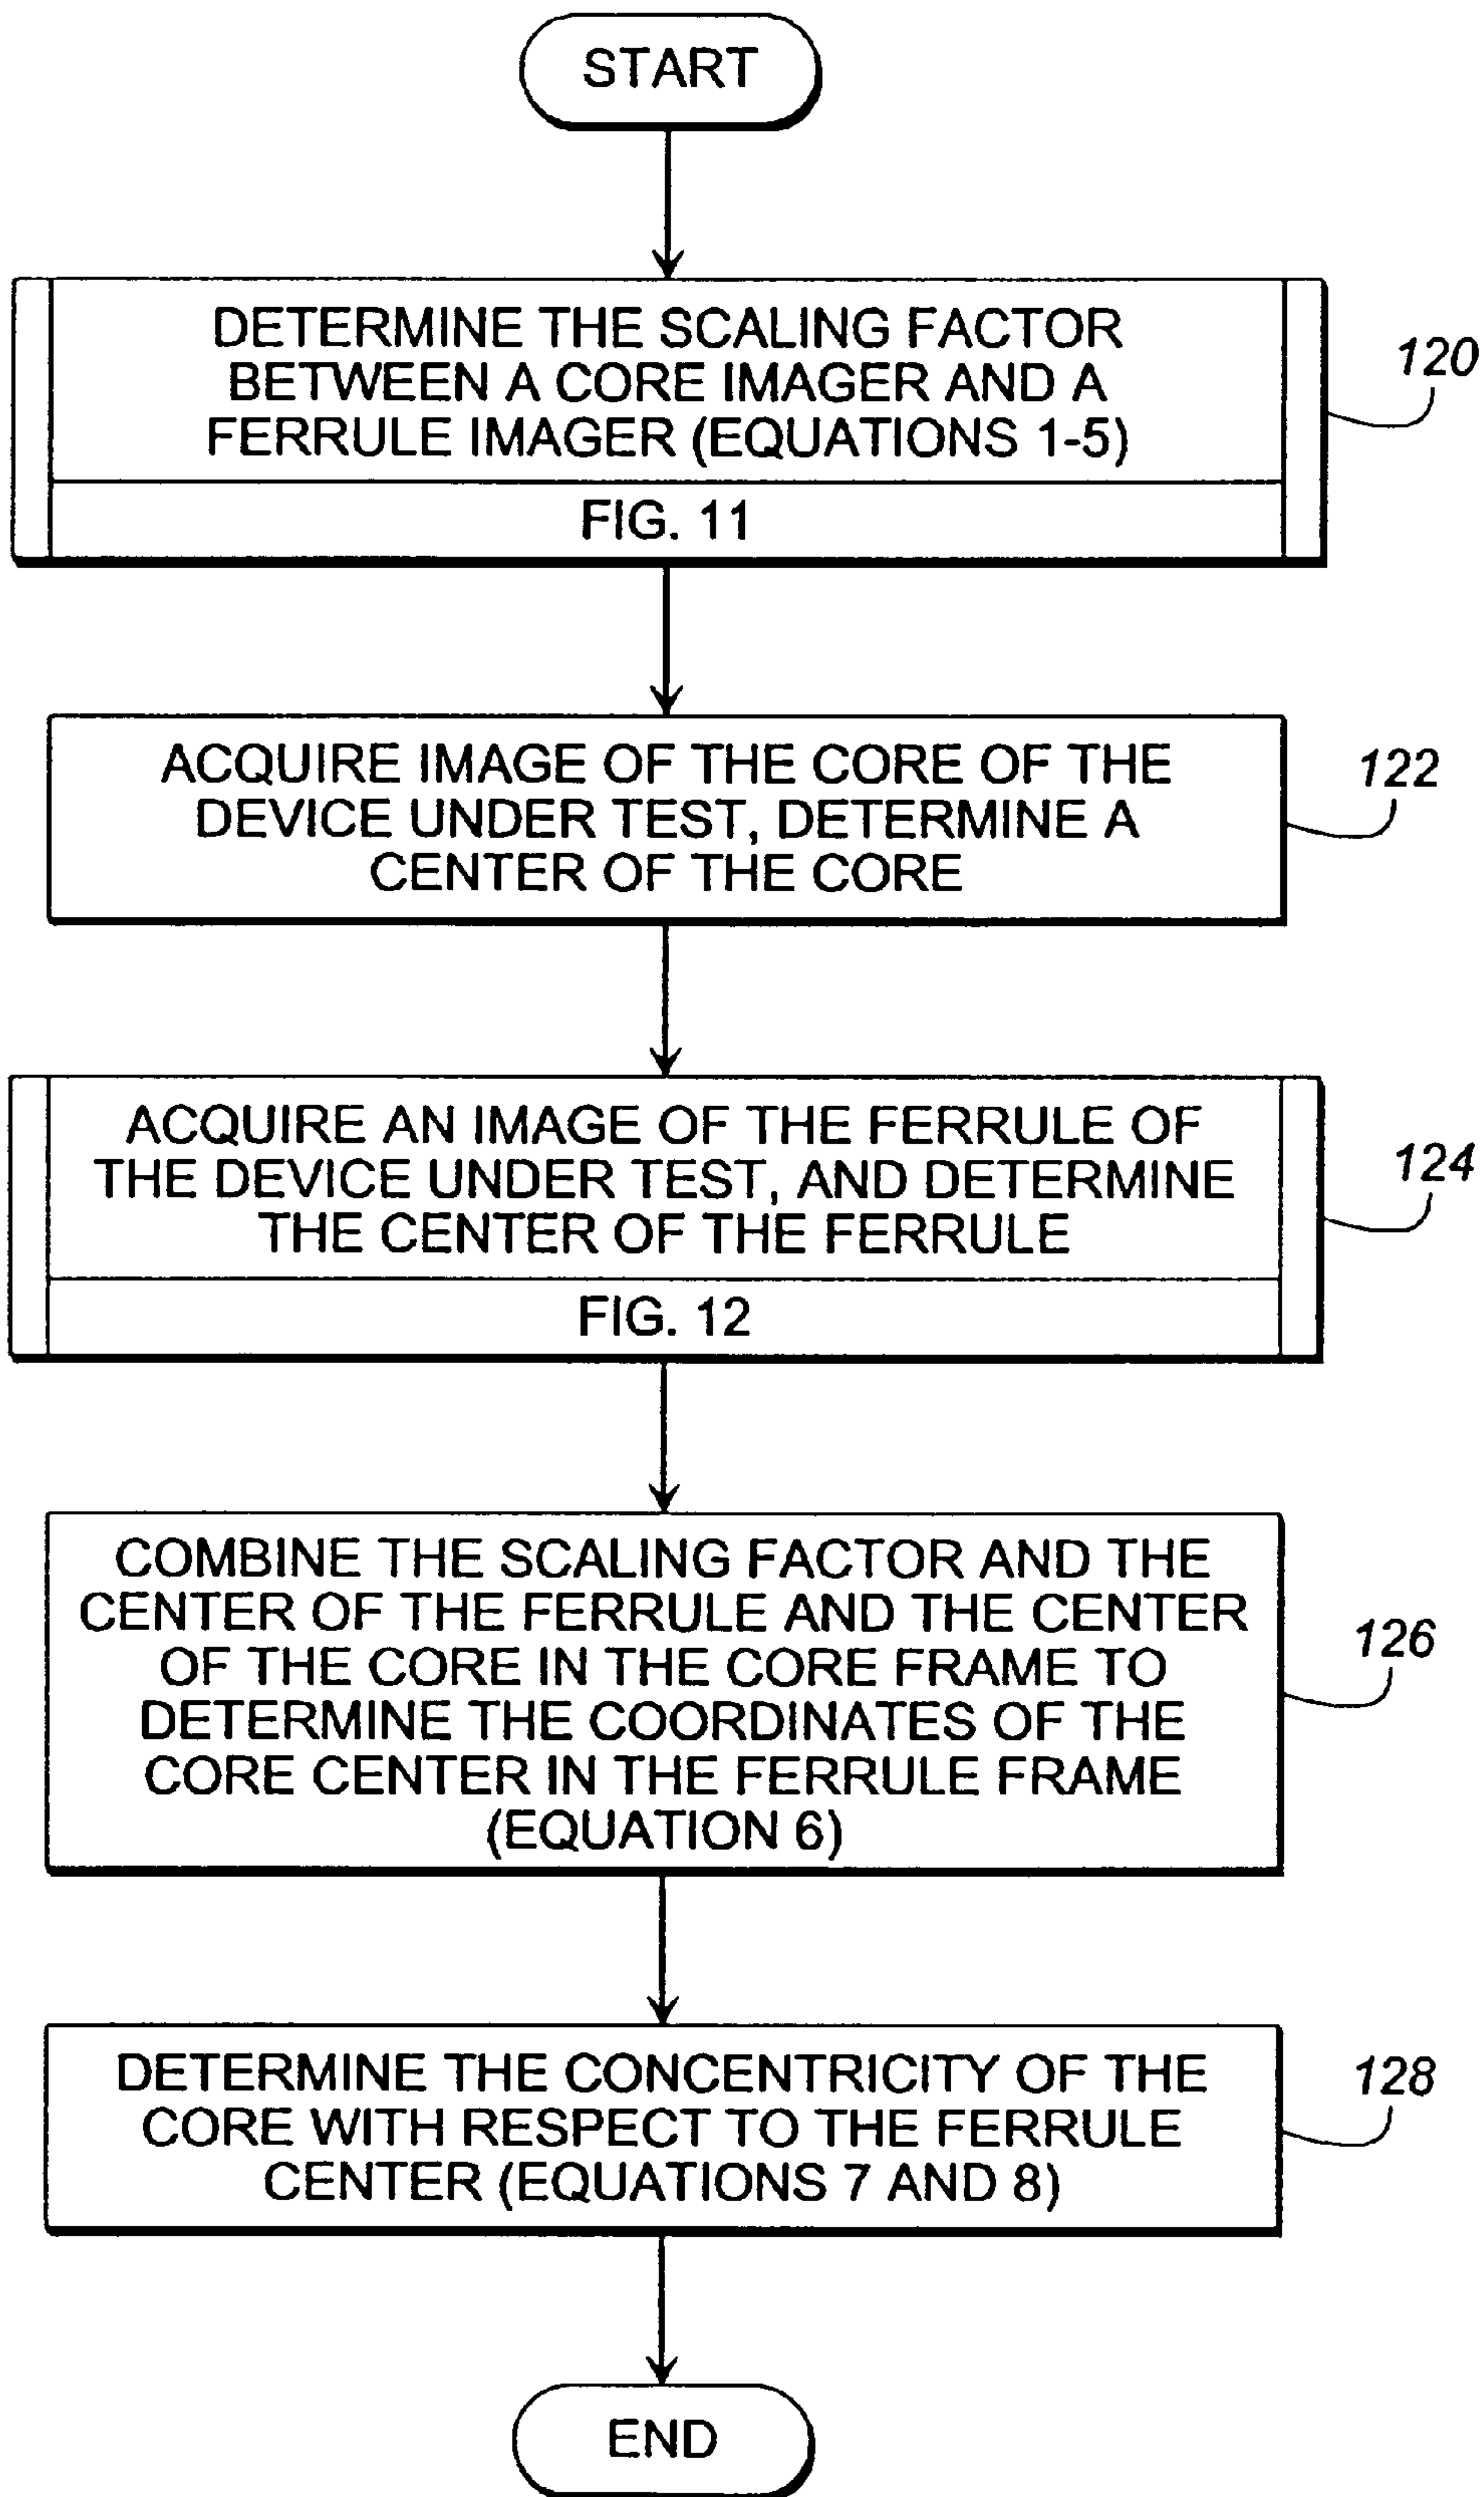 START
DETERMINE THE SCALING FACTOR
BETWEEN A CORE IMAGER AND A
FERRULE IMAGER (EQUATIONS 1-5)
FIG. 11
120
ACQUIRE IMAGE OF THE CORE OF THE
DEVICE UNDER TEST, DETERMINE A
CENTER OF THE CORE
122
ACQUIRE AN IMAGE OF THE FERRULE OF
THE DEVICE UNDER TEST, AND DETERMINE
THE CENTER OF THE FERRULE
FIG. 12
124
COMBINE THE SCALING FACTOR AND THE
CENTER OF THE FERRULE AND THE CENTER
OF THE CORE IN THE CORE FRAME TO
DETERMINE THE COORDINATES OF THE
CORE CENTER IN THE FERRULE FRAME
(EQUATION 6)
126
DETERMINE THE CONCENTRICITY OF THE
CORE WITH RESPECT TO THE FERRULE
CENTER (EQUATIONS 7 AND 8)
128
END